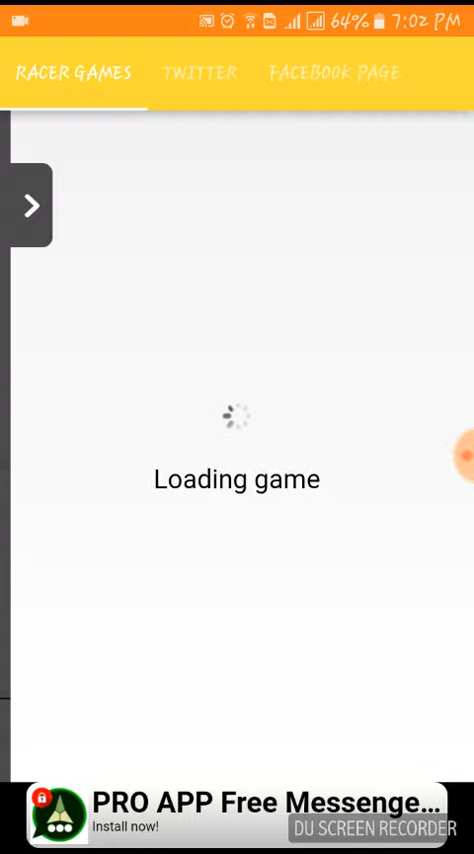 64% 7:02 PM
RACER GAMES TWITTER FACEBOOK PAGE
Loading game
PRO APP Free Messenge...
Install now!
DU SCREEN RECORDER